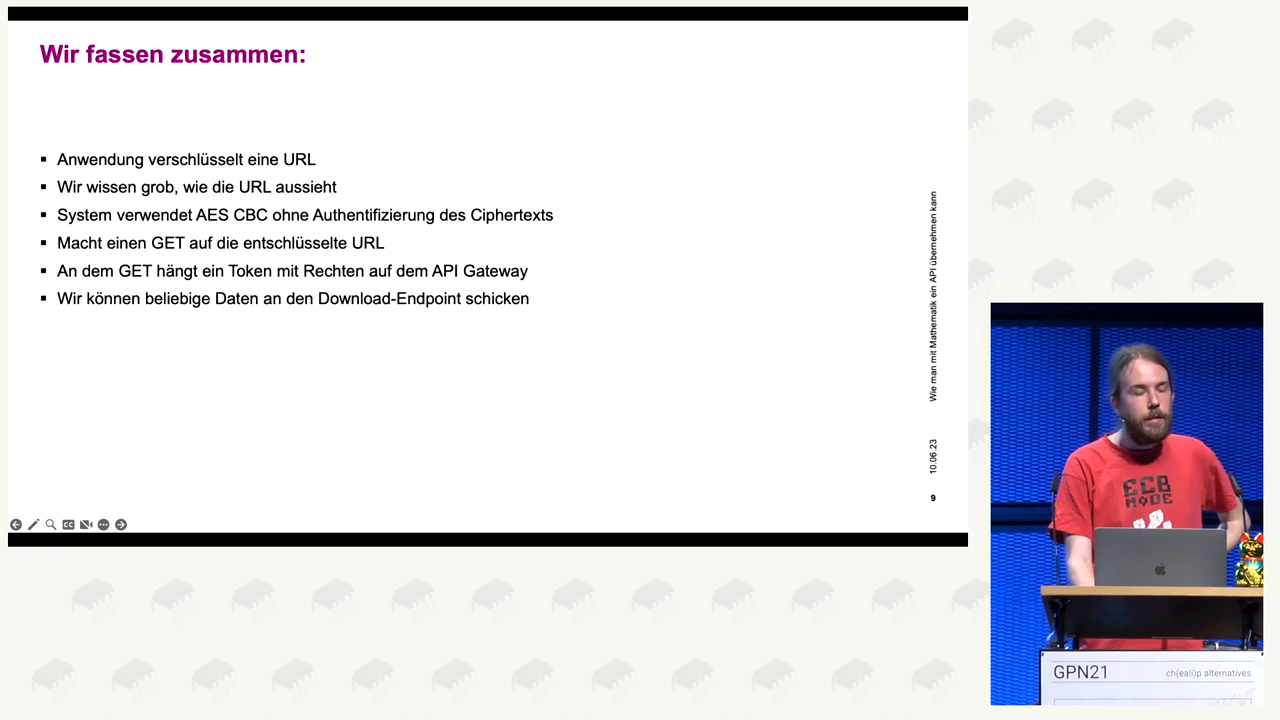 Wir fassen zusammen:
▪ Anwendung verschlüsselt eine URL
▪ Wir wissen grob, wie die URL aussieht
▪ System verwendet AES CBC ohne Authentifizierung des Ciphertexts
▪ Macht einen GET auf die entschlüsselte URL
▪ An dem GET hängt ein Token mit Rechten auf dem API Gateway
▪ Wir können beliebige Daten an den Download-Endpoint schicken
Wie man mit Mathematik ein API übernehmen kann
10.06.23
9
CC
ECB
MODE
GPN21
ch(ea|i)p alternatives